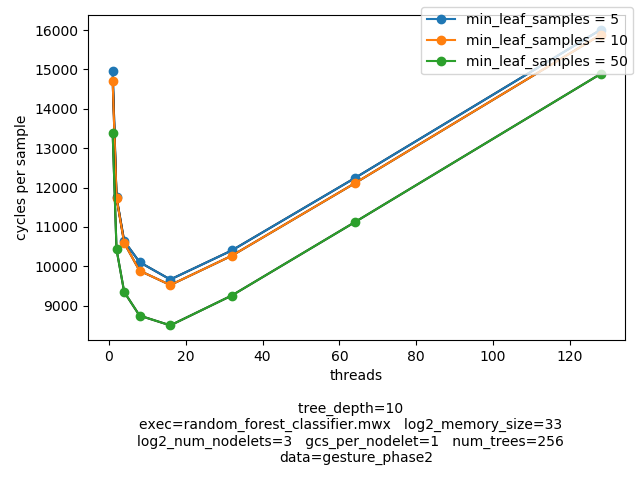 min_leaf_samples = 5
min_leaf_samples = 10
min_leaf_samples = 50
16000
15000
14000
13000
12000
11000
10000
9000
cycles per sample
0 20 40 60 80 100 120
threads
tree_depth=10
exec=random_forest_classifier.mwx log2_memory_size=33
log2_num_nodelets=3 gcs_per_nodelet=1 num_trees=256
data=gesture_phase2